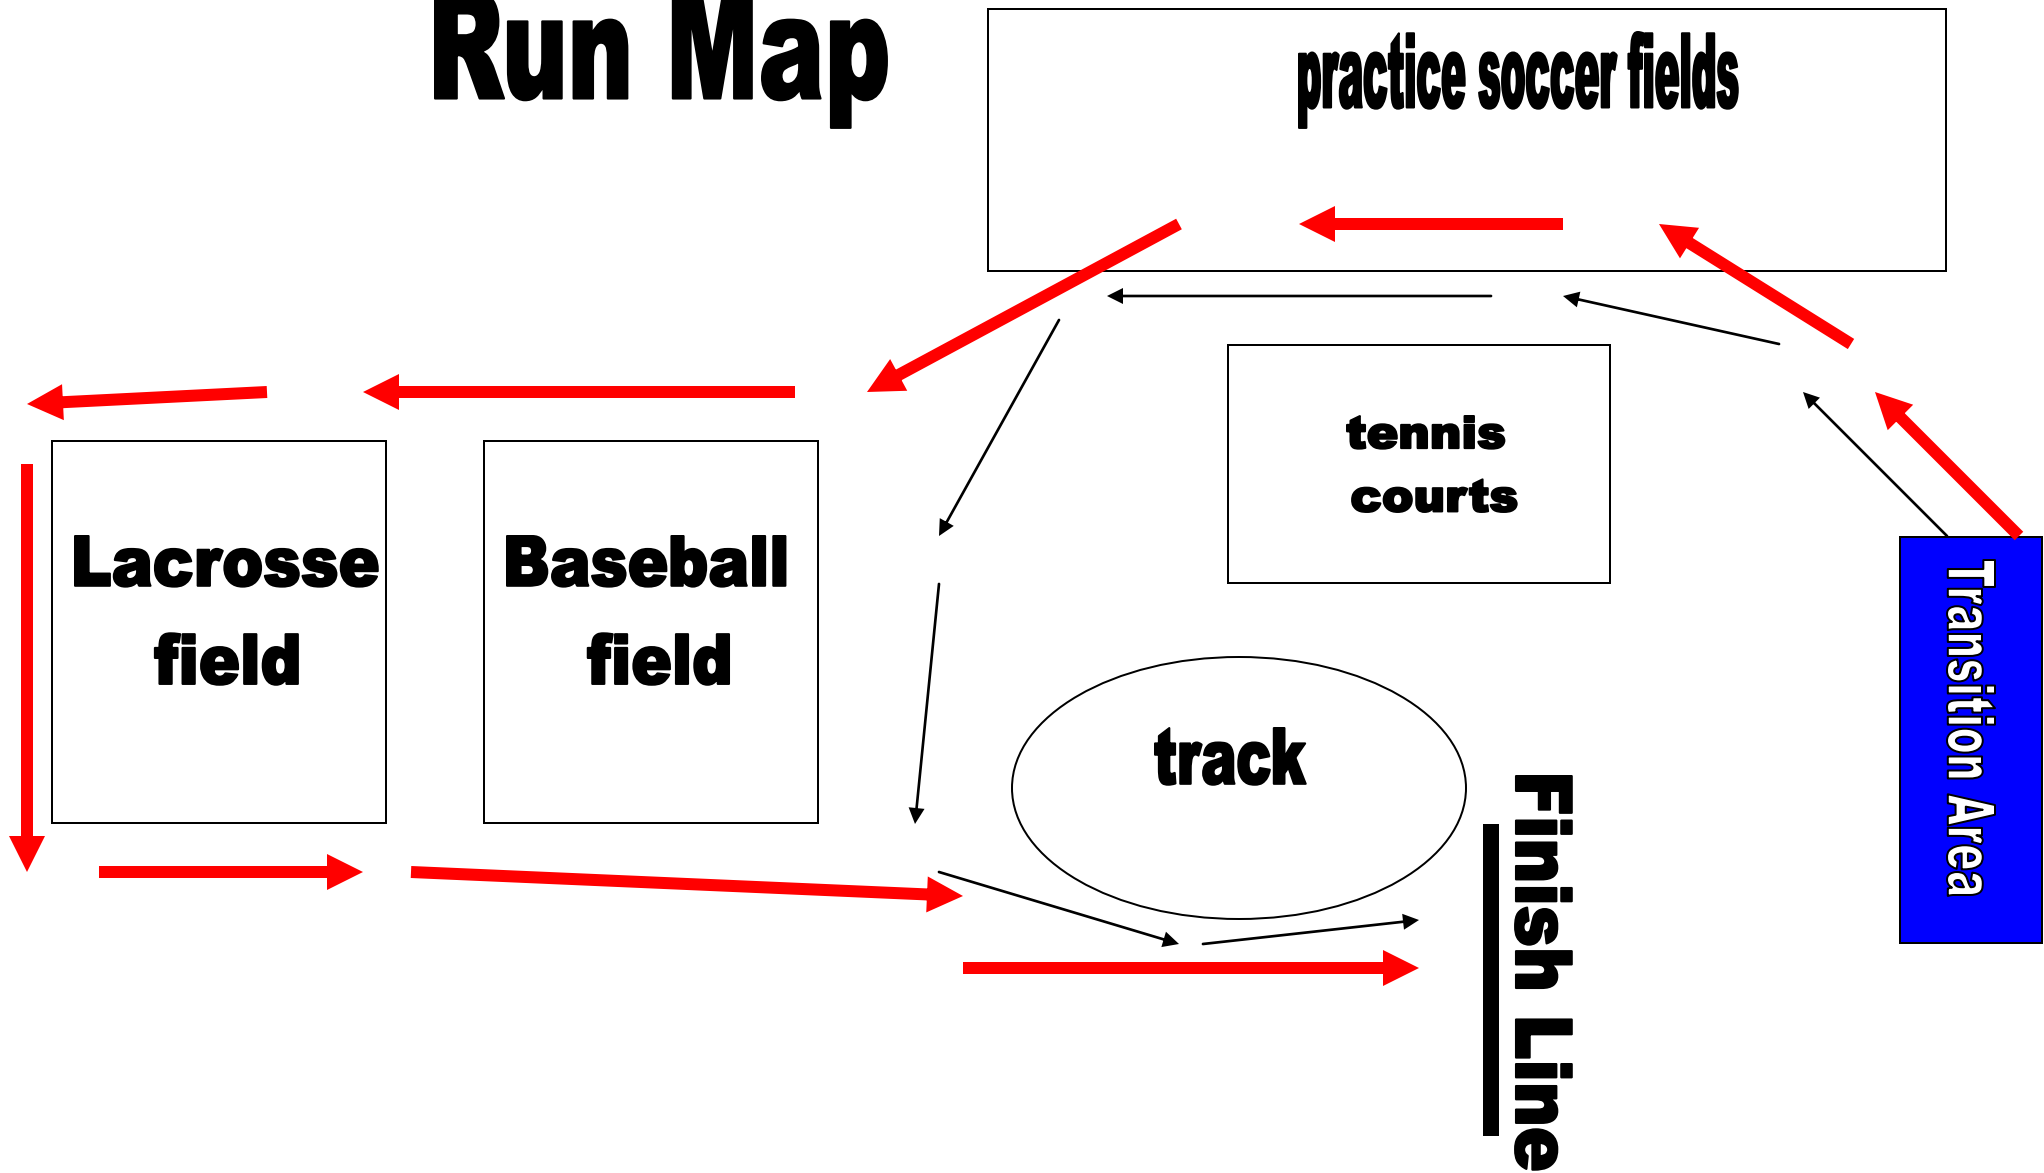 Run Map
practice soccer fields
tennis
courts
Lacrosse
field
Baseball
field
track
Transition Area
Finish Line